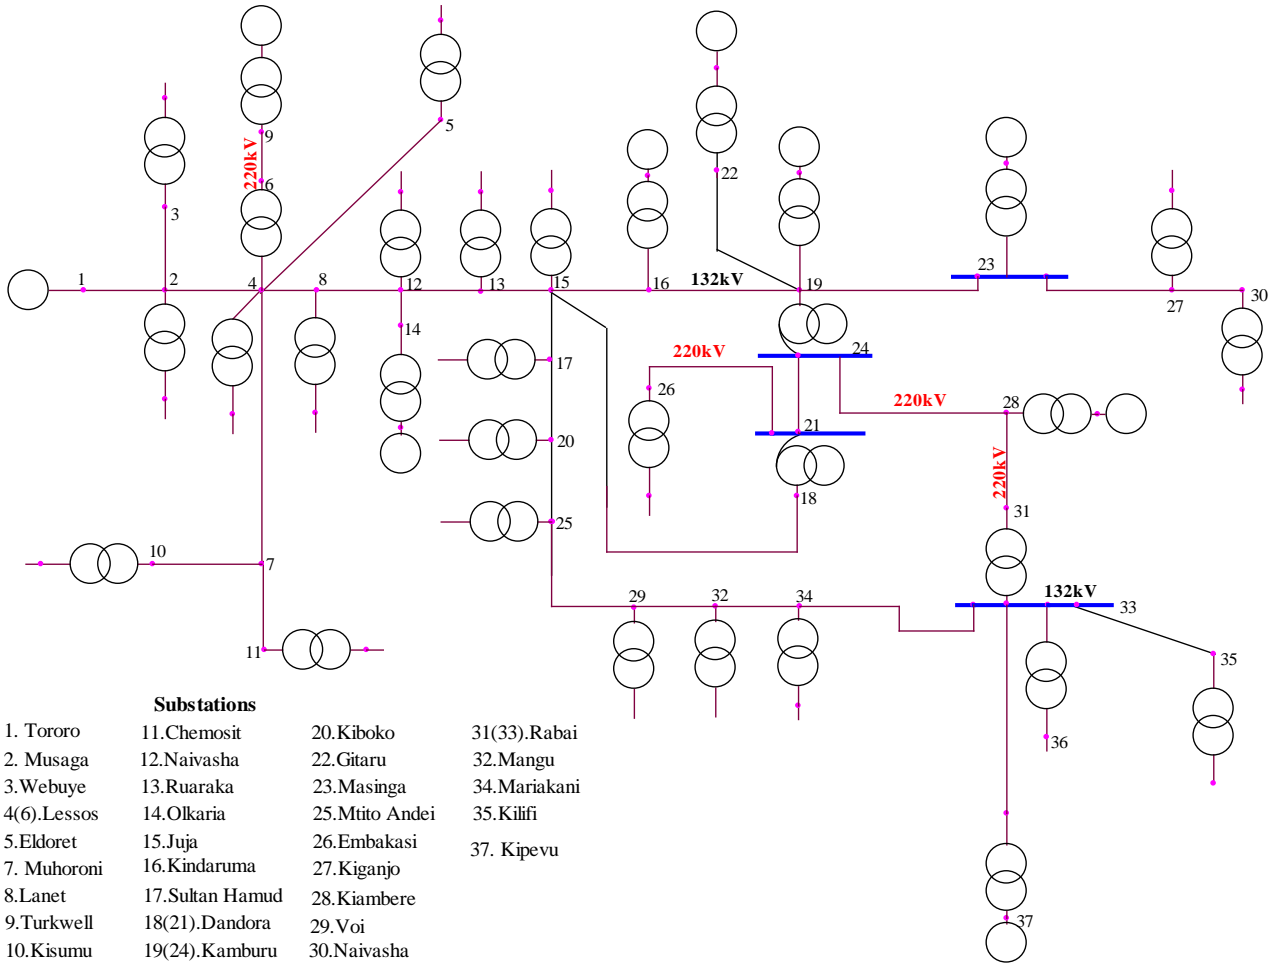 5
9
220kV
6
3
22
1
2
4
8
12
13
15
16
132kV
19
23
27
30
14
17
24
220kV
26
220kV
28
21
20
220kV
18
31
25
10
7
132kV
29
32
34
33
11
35
36
37
Substations
1. Tororo
2. Musaga
3.Webuye
4(6).Lessos
5.Eldoret
7. Muhoroni
8.Lanet
9.Turkwell
10.Kisumu
11.Chemosit
12.Naivasha
13.Ruaraka
14.Olkaria
15.Juja
16.Kindaruma
17.Sultan Hamud
18(21).Dandora
19(24).Kamburu
20.Kiboko
22.Gitaru
23.Masinga
25.Mtito Andei
26.Embakasi
27.Kiganjo
28.Kiambere
29.Voi
30.Naivasha
31(33).Rabai
32.Mangu
34.Mariakani
35.Kilifi
37. Kipevu